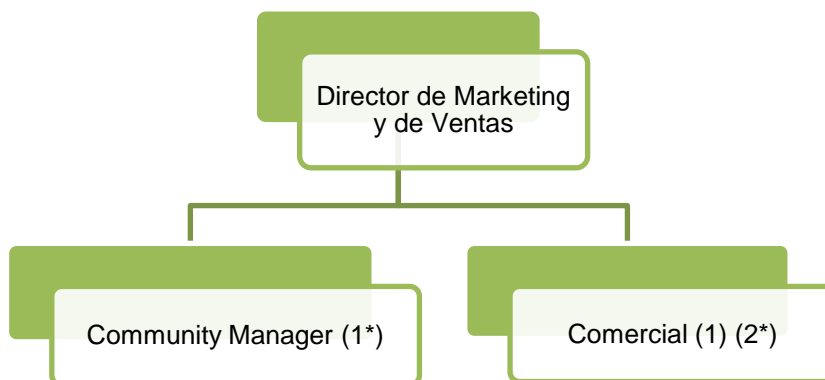 Director de Marketing
y de Ventas
Community Manager (1*)
Comercial (1) (2*)